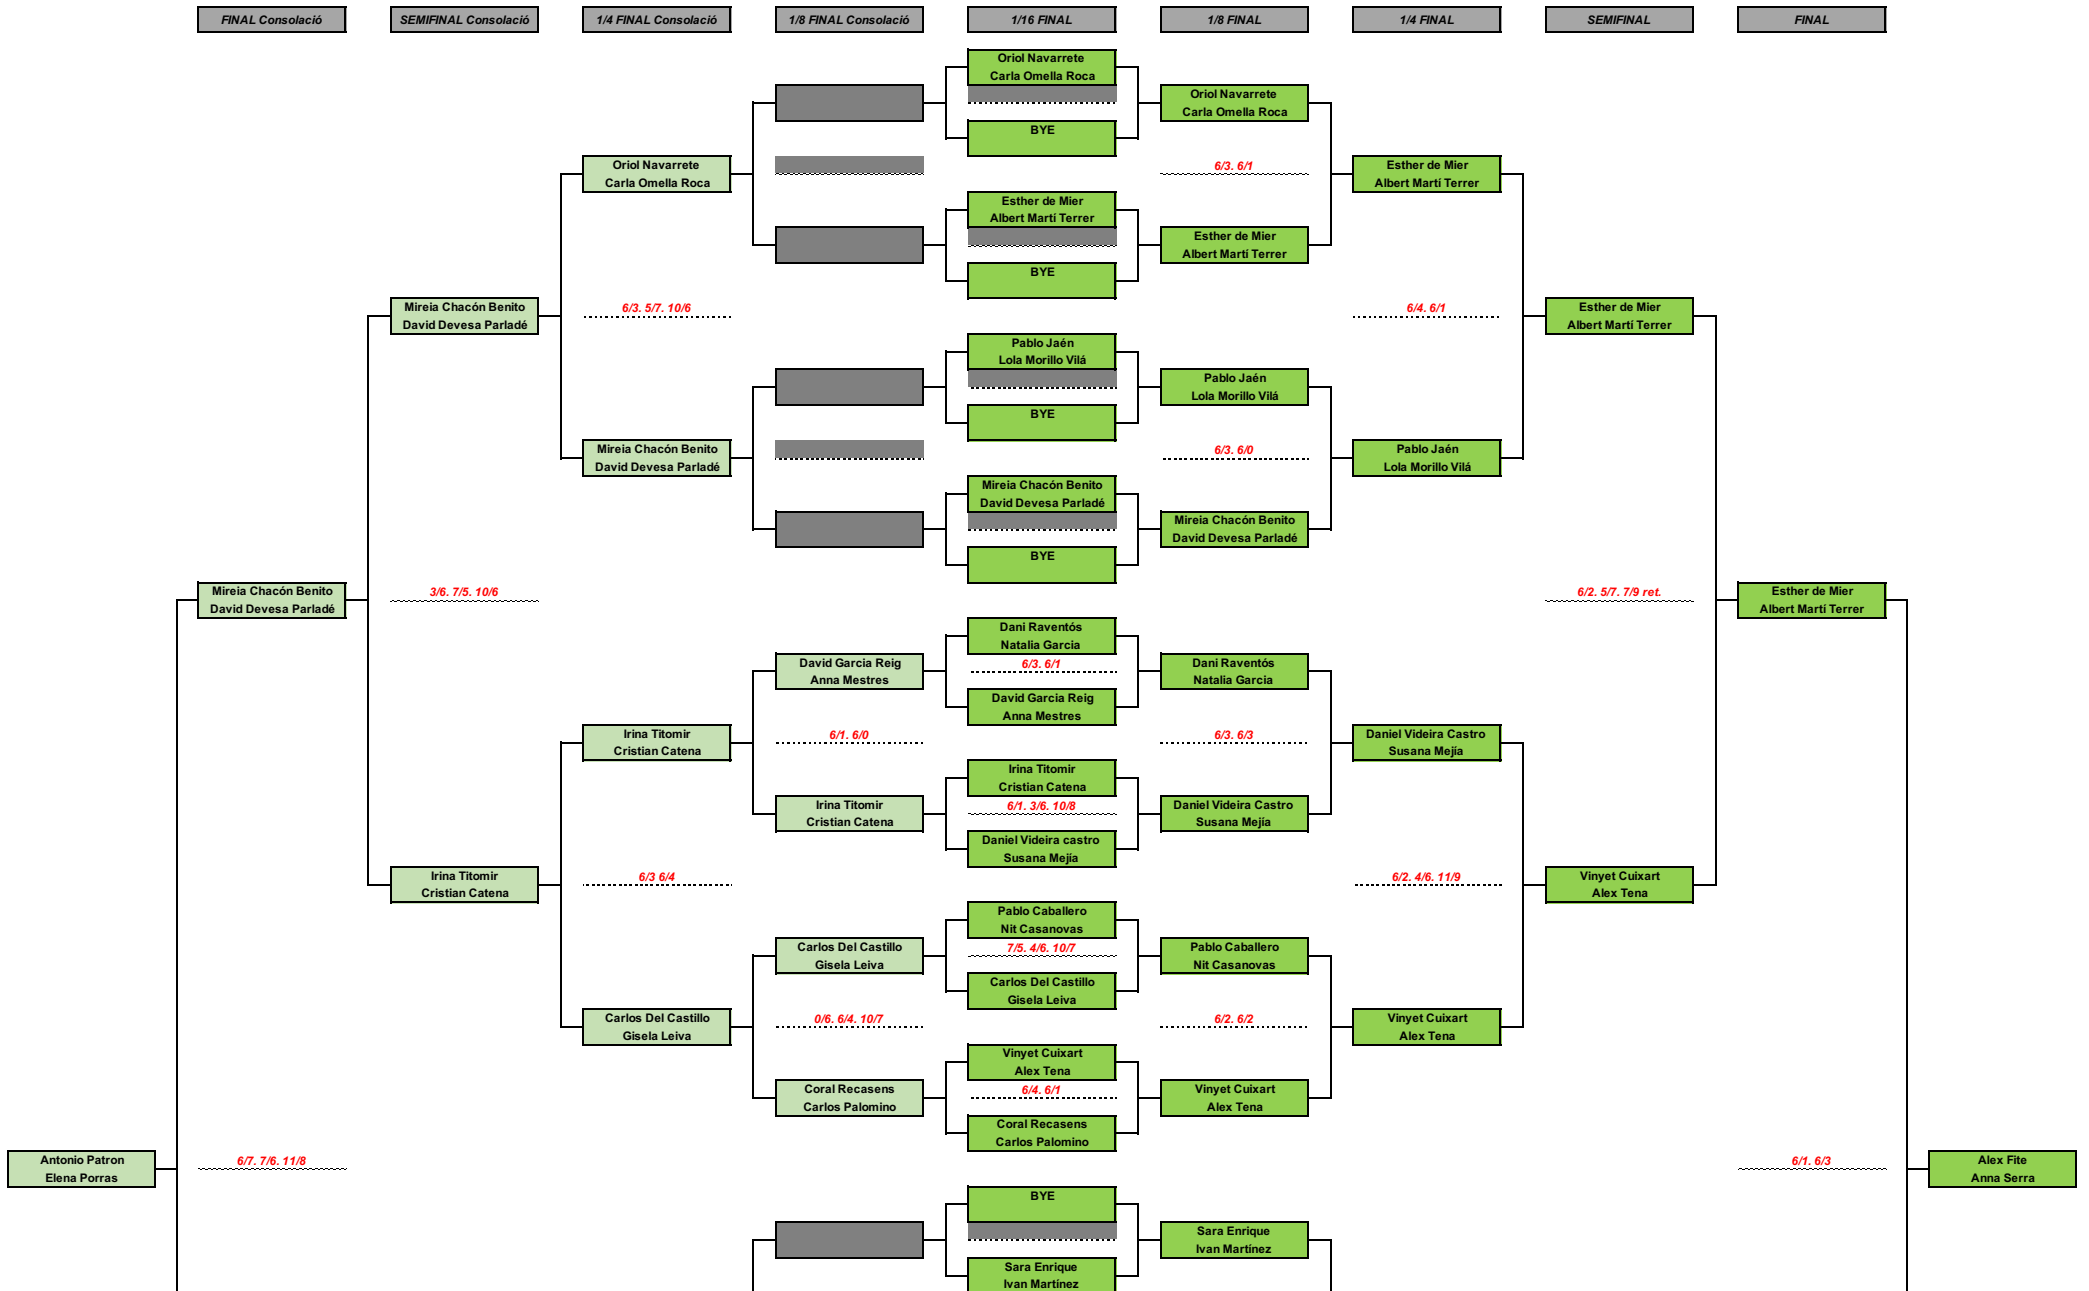 FINAL Consolació
SEMIFINAL Consolació
1/4 FINAL Consolació
1/8 FINAL Consolació
1/16 FINAL
1/8 FINAL
1/4 FINAL
SEMIFINAL
FINAL
Oriol Navarrete
Carla Omella Roca
Oriol Navarrete
Carla Omella Roca
BYE
Oriol Navarrete
Carla Omella Roca
6/3. 6/1
Esther de Mier
Albert Martí Terrer
Esther de Mier
Albert Martí Terrer
Esther de Mier
Albert Martí Terrer
BYE
Mireia Chacón Benito
David Devesa Parladé
6/3. 5/7. 10/6
6/4. 6/1
Esther de Mier
Albert Martí Terrer
Pablo Jaén
Lola Morillo Vilá
Pablo Jaén
Lola Morillo Vilá
BYE
Mireia Chacón Benito
David Devesa Parladé
6/3. 6/0
Pablo Jaén
Lola Morillo Vilá
Mireia Chacón Benito
David Devesa Parladé
Mireia Chacón Benito
David Devesa Parladé
BYE
Mireia Chacón Benito
David Devesa Parladé
3/6. 7/5. 10/6
6/2. 5/7. 7/9 ret.
Esther de Mier
Albert Martí Terrer
Dani Raventós
Natalia Garcia
David Garcia Reig
Anna Mestres
6/3. 6/1
Dani Raventós
Natalia Garcia
David Garcia Reig
Anna Mestres
Irina Titomir
Cristian Catena
6/1. 6/0
6/3. 6/3
Daniel Videira Castro
Susana Mejía
Irina Titomir
Cristian Catena
Irina Titomir
Cristian Catena
6/1. 3/6. 10/8
Daniel Videira Castro
Susana Mejía
Daniel Videira castro
Susana Mejía
Irina Titomir
Cristian Catena
6/3 6/4
6/2. 4/6. 11/9
Vinyet Cuixart
Alex Tena
Pablo Caballero
Nit Casanovas
Carlos Del Castillo
Gisela Leiva
7/5. 4/6. 10/7
Pablo Caballero
Nit Casanovas
Carlos Del Castillo
Gisela Leiva
Carlos Del Castillo
Gisela Leiva
0/6. 6/4. 10/7
6/2. 6/2
Vinyet Cuixart
Alex Tena
Vinyet Cuixart
Alex Tena
Coral Recasens
Carlos Palomino
6/4. 6/1
Vinyet Cuixart
Alex Tena
Coral Recasens
Carlos Palomino
Antonio Patron
Elena Porras
6/7. 7/6. 11/8
6/1. 6/3
Alex Fite
Anna Serra
BYE
Sara Enrique
Ivan Martínez
Sara Enrique
Ivan Martínez